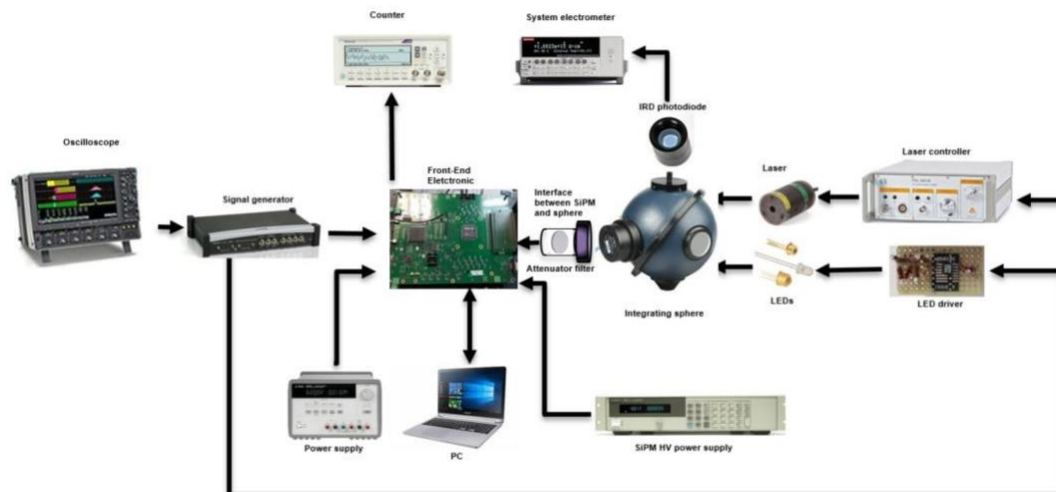 Counter
System electrometer
IRD photodiode
Oscilloscope
Laser controller
Laser
Front-End
Eletctronic
Interface
between SiPM
and sphere
Signal generator
Attenuator filter
LEDs
LED driver
Integrating sphere
Power supply
PC
SiPM HV power supply